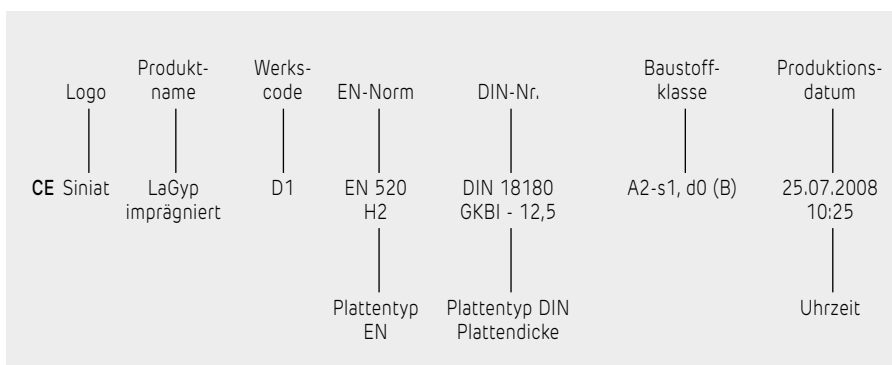 Logo
Produkt-
name
Werks-
code
EN-Norm
DIN-Nr.
Baustoff-
klasse
Produktions-
datum
CE Siniat
LaGyp
imprägniert
D1
EN 520
H2
DIN 18180
GKBI - 12,5
A2-s1, d0 (B)
25.07.2008
10:25
Plattentyp
EN
Plattentyp DIN
Plattendicke
Uhrzeit